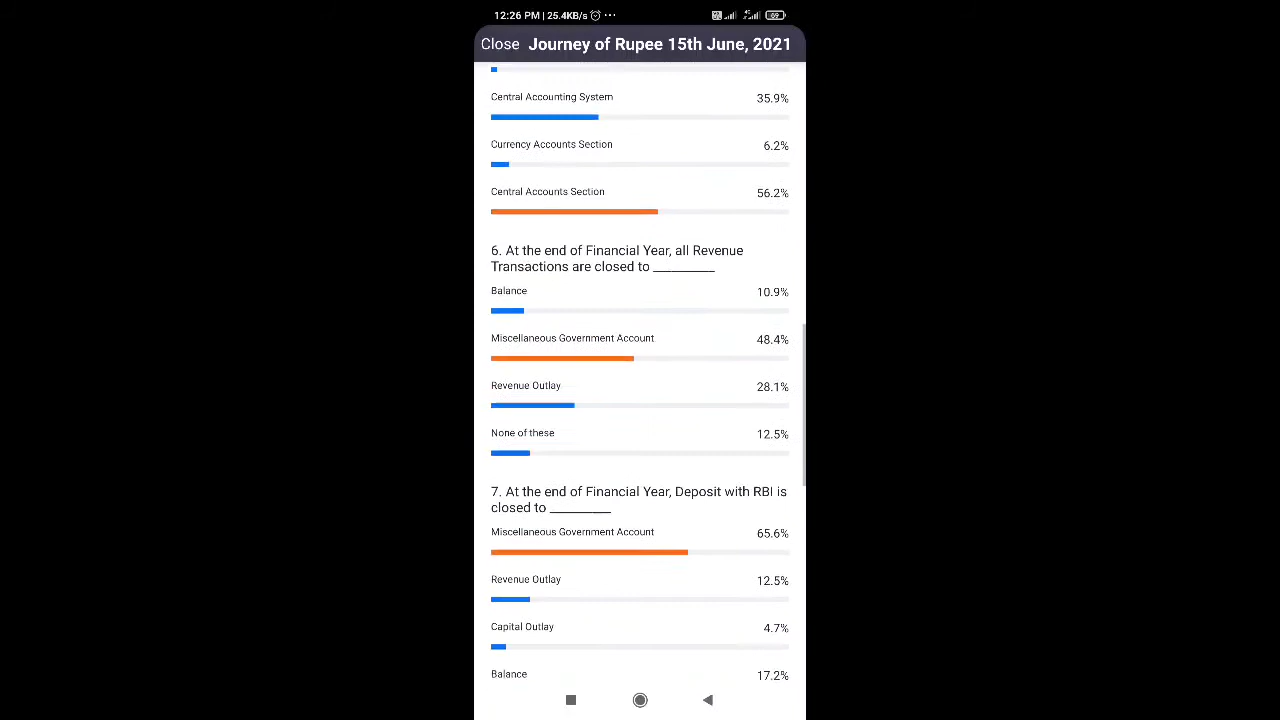 12:26 PM | 25.4KB/s ...
69
Close Journey of Rupee 15th June, 2021
Central Accounting System 35.9%
Currency Accounts Section 6.2%
Central Accounts Section 56.2%
6. At the end of Financial Year, all Revenue
Transactions are closed to __________
Balance 10.9%
Miscellaneous Government Account 48.4%
Revenue Outlay 28.1%
None of these 12.5%
7. At the end of Financial Year, Deposit with RBI is
closed to __________
Miscellaneous Government Account 65.6%
Revenue Outlay 12.5%
Capital Outlay 4.7%
Balance 17.2%